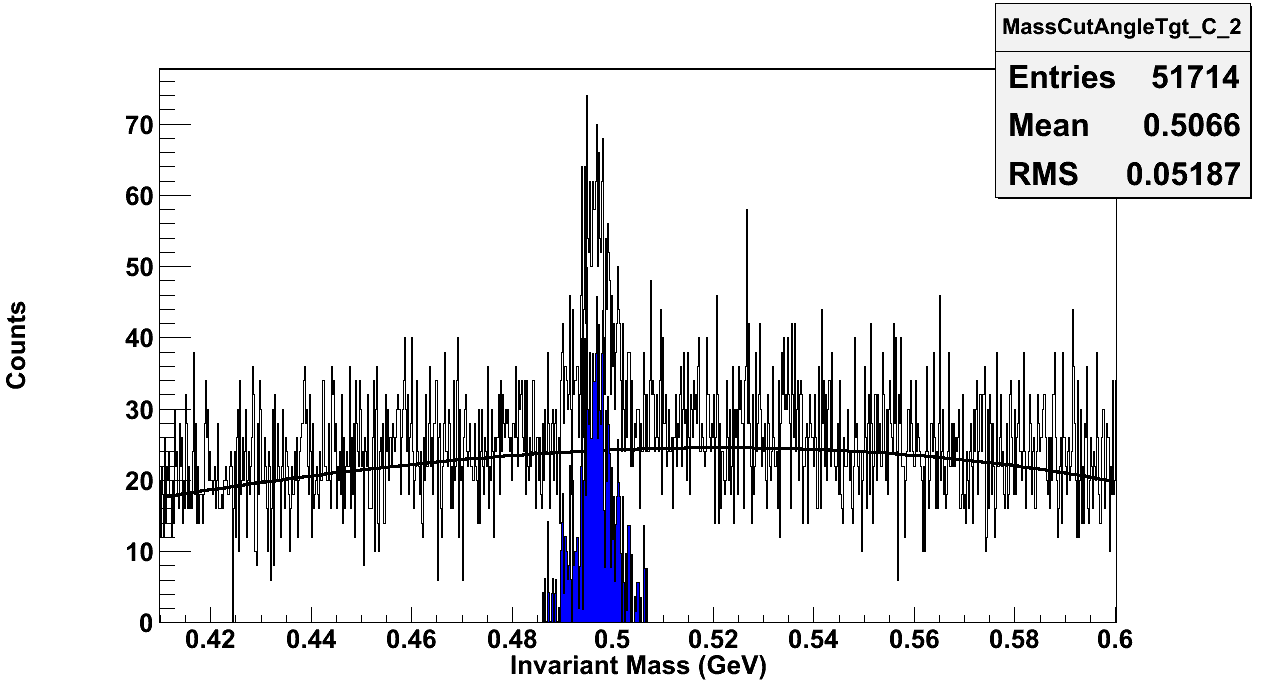 MassCutAngleTgt_C_2
Entries 51714
Mean 0.5066
RMS 0.05187
Counts
70
60
50
40
30
20
10
0
0.42 0.44 0.46 0.48 0.5 0.52 0.54 0.56 0.58 0.6
Invariant Mass (GeV)